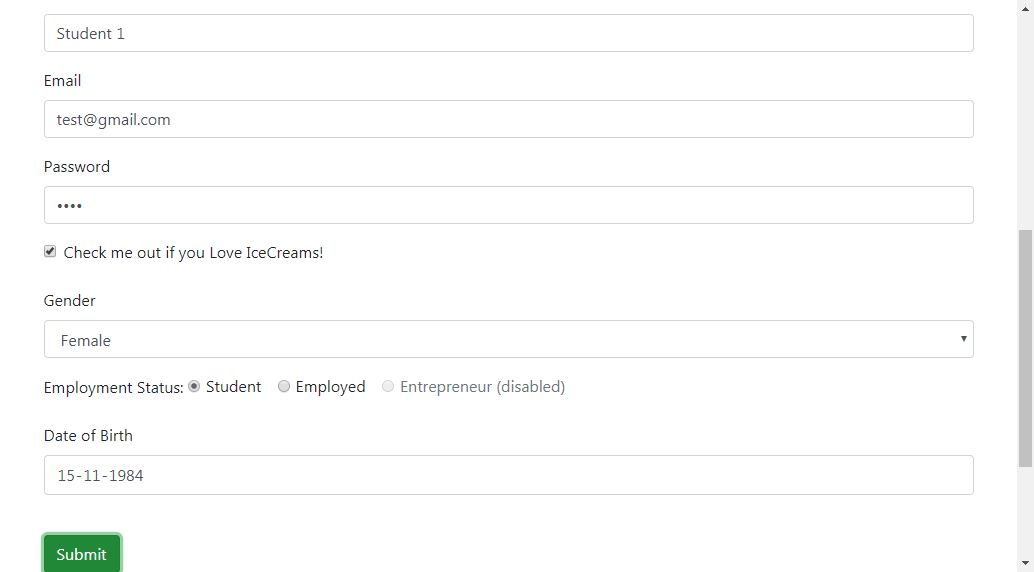 Student 1
Email
test@gmail.com
Password
••••
Check me out if you Love IceCreams!
Gender
Female
Employment Status: Student Employed Entrepreneur (disabled)
Date of Birth
15-11-1984
Submit